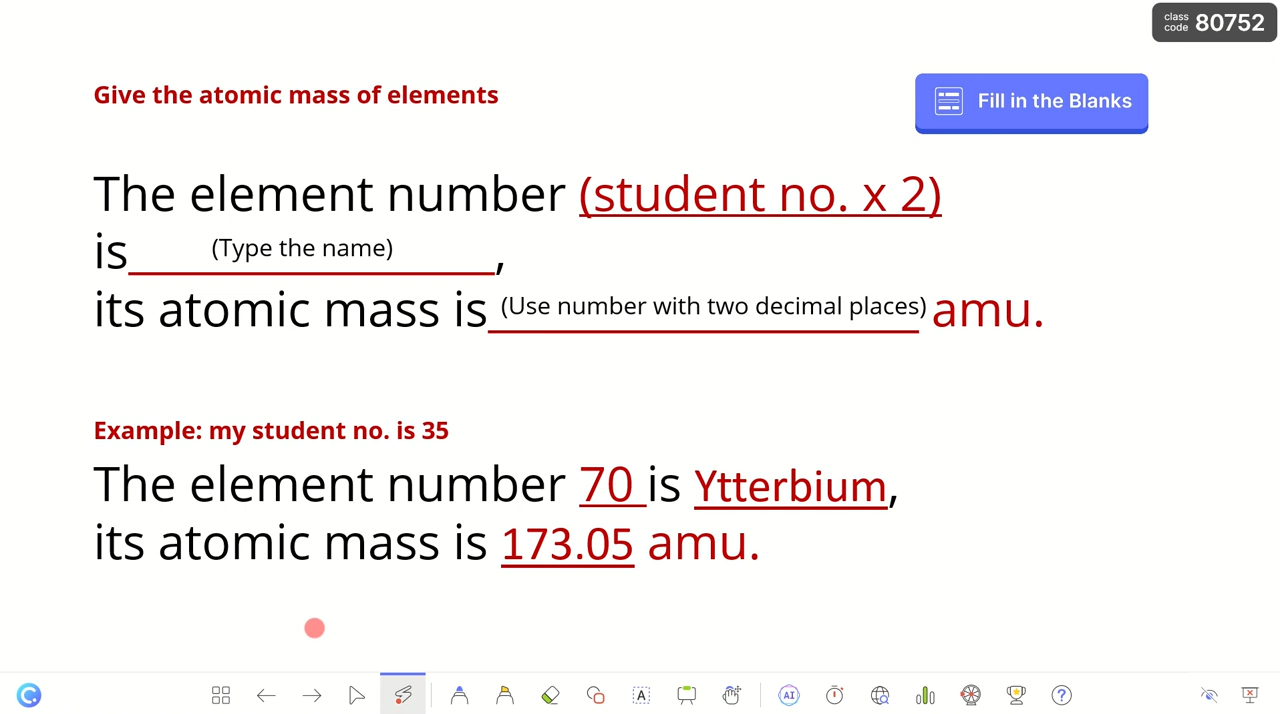 class code 80752
Give the atomic mass of elements
Fill in the Blanks
The element number (student no. x 2)
is (Type the name),
its atomic mass is (Use number with two decimal places) amu.
Example: my student no. is 35
The element number 70 is Ytterbium,
its atomic mass is 173.05 amu.
A
AI
?